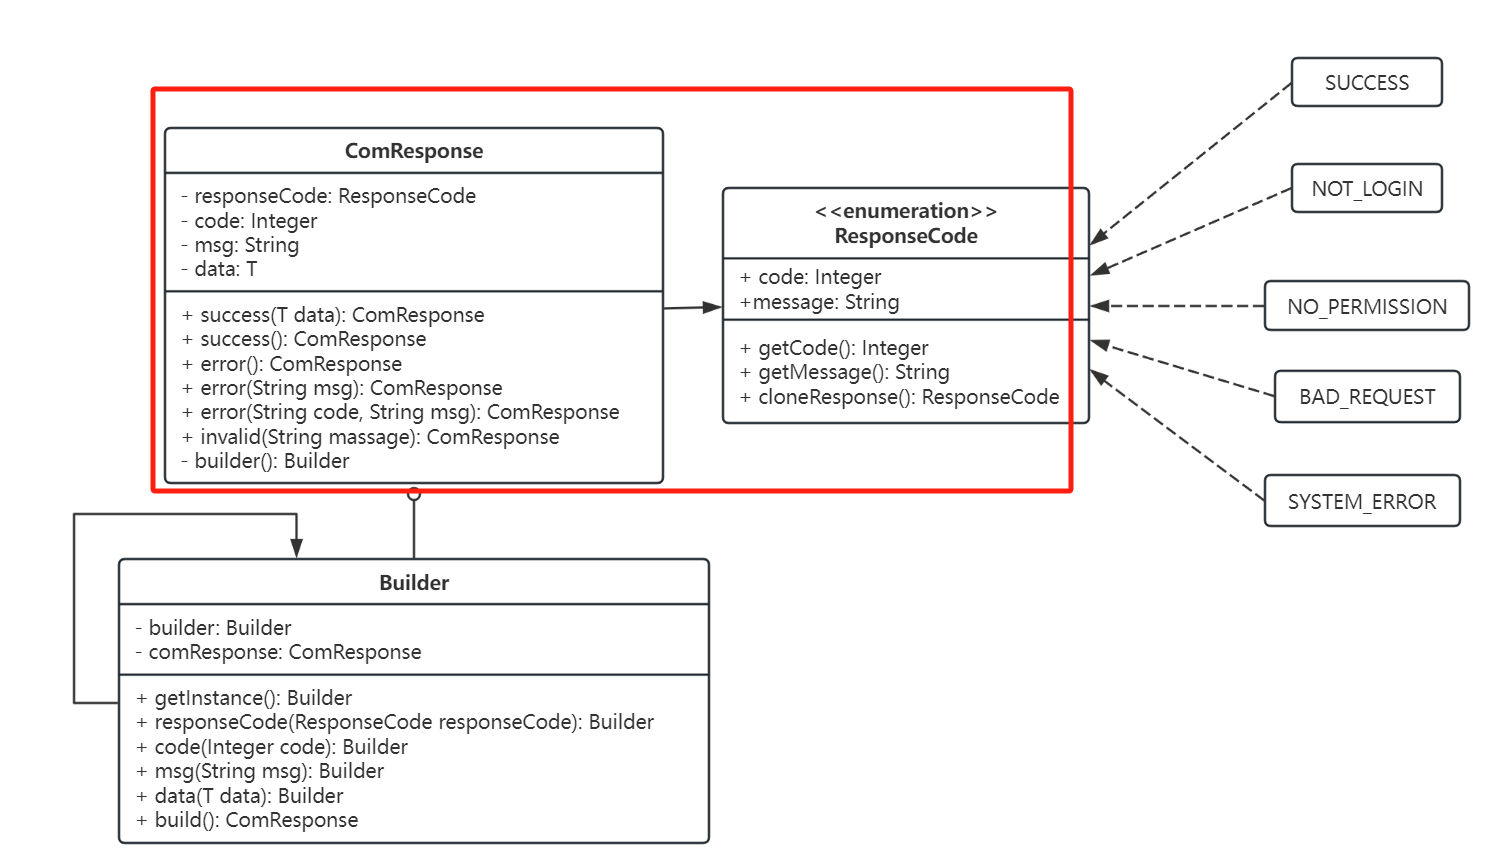 ComResponse
- responseCode: ResponseCode
- code: Integer
- msg: String
- data: T
+ success(T data): ComResponse
+ success(): ComResponse
+ error(): ComResponse
+ error(String msg): ComResponse
+ error(String code, String msg): ComResponse
+ invalid(String massage): ComResponse
- builder(): Builder
<<enumeration>>
ResponseCode
+ code: Integer
+message: String
+ getCode(): Integer
+ getMessage(): String
+ cloneResponse(): ResponseCode
SUCCESS
NOT_LOGIN
NO_PERMISSION
BAD_REQUEST
SYSTEM_ERROR
Builder
- builder: Builder
- comResponse: ComResponse
+ getInstance(): Builder
+ responseCode(ResponseCode responseCode): Builder
+ code(Integer code): Builder
+ msg(String msg): Builder
+ data(T data): Builder
+ build(): ComResponse